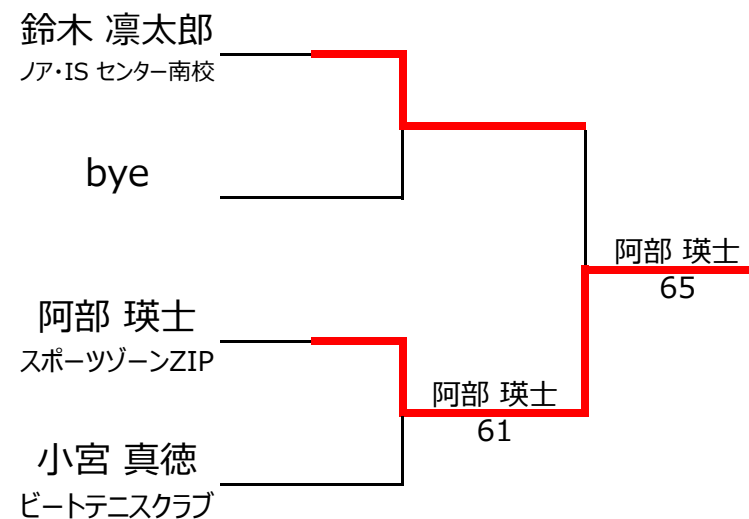 鈴木 凛太郎
ノア・IS センター南校
bye
阿部 瑛士
65
阿部 瑛士
スポーツゾーンZIP
阿部 瑛士
61
小宮 真徳
ビートテニスクラブ